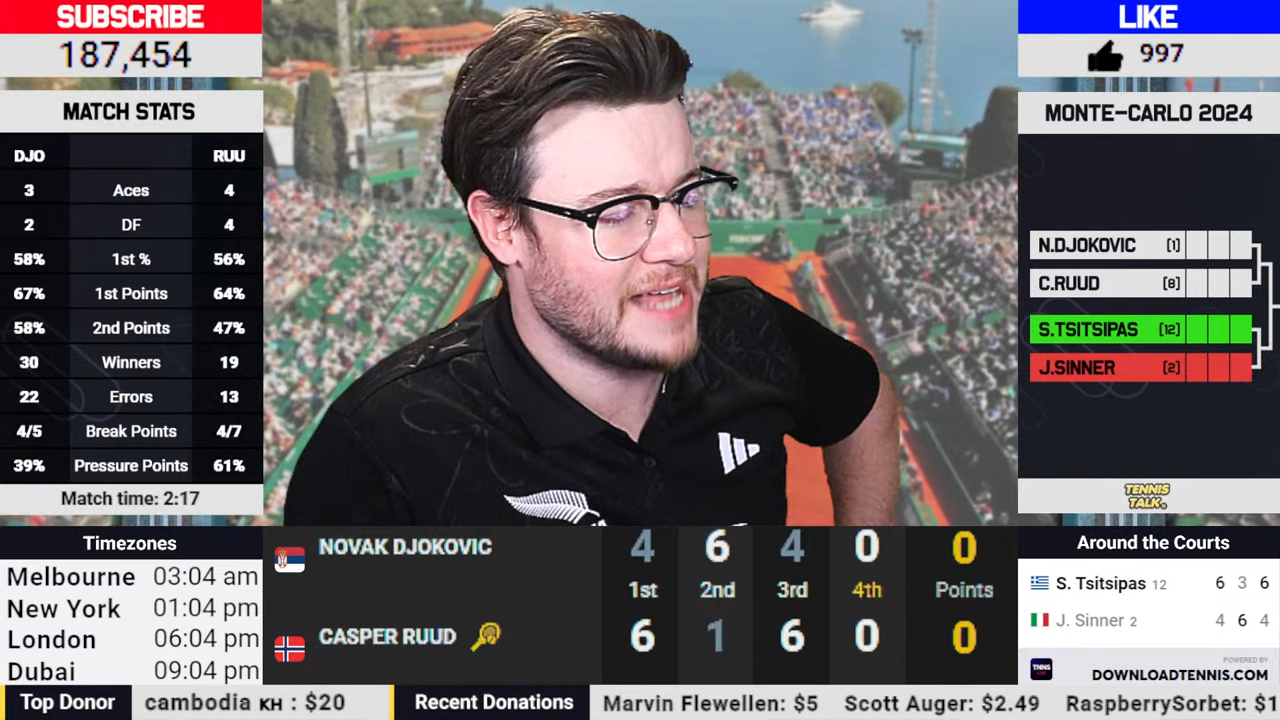 SUBSCRIBE
187,454
MATCH STATS
DJO RUU
3 Aces 4
2 DF 4
58% 1st % 56%
67% 1st Points 64%
58% 2nd Points 47%
30 Winners 19
22 Errors 13
4/5 Break Points 4/7
39% Pressure Points 61%
Match time: 2:17
Timezones
Melbourne 03:04 am
New York 01:04 pm
London 06:04 pm
Dubai 09:04 pm
LIKE
997
MONTE-CARLO 2024
N.DJOKOVIC [1]
C.RUUD [8]
S.TSITSIPAS [12]
J.SINNER [2]
TENNIS
TALK.
NOVAK DJOKOVIC 4 6 4 0 0
1st 2nd 3rd 4th Points
CASPER RUUD 6 1 6 0 0
Around the Courts
S. Tsitsipas 12 6 3 6
J. Sinner 2 4 6 4
POWERED BY
TNNS
DOWNLOADTENNIS.COM
Top Donor cambodia KH : $20 Recent Donations Marvin Flewellen: $5 Scott Auger: $2.49 RaspberrySorbet: $1